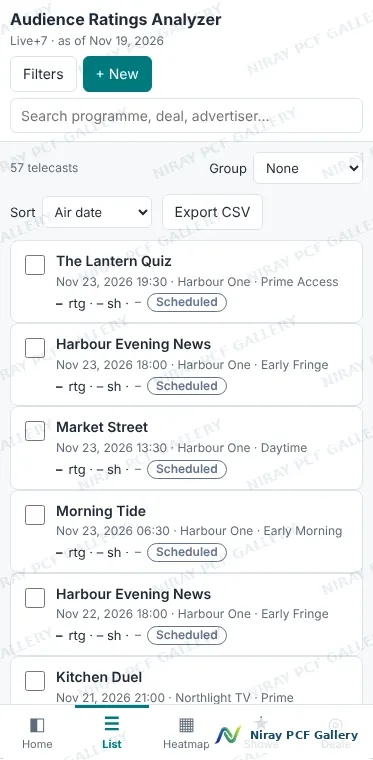 Audience Ratings Analyzer
Live+7 · as of Nov 19, 2026
Filters
+ New
Search programme, deal, advertiser...
57 telecasts
Group
None
Sort
Air date
Export CSV
The Lantern Quiz
Nov 23, 2026 19:30 · Harbour One · Prime Access
– rtg · – sh · – Scheduled
Harbour Evening News
Nov 23, 2026 18:00 · Harbour One · Early Fringe
– rtg · – sh · – Scheduled
Market Street
Nov 23, 2026 13:30 · Harbour One · Daytime
– rtg · – sh · – Scheduled
Morning Tide
Nov 23, 2026 06:30 · Harbour One · Early Morning
– rtg · – sh · – Scheduled
Harbour Evening News
Nov 22, 2026 18:00 · Harbour One · Early Fringe
– rtg · – sh · – Scheduled
Kitchen Duel
Nov 21, 2026 21:00 · Northlight TV · Prime
Home
List
Heatmap
Shows
Deals
Niray PCF Gallery
NIRAY PCF GALLERY